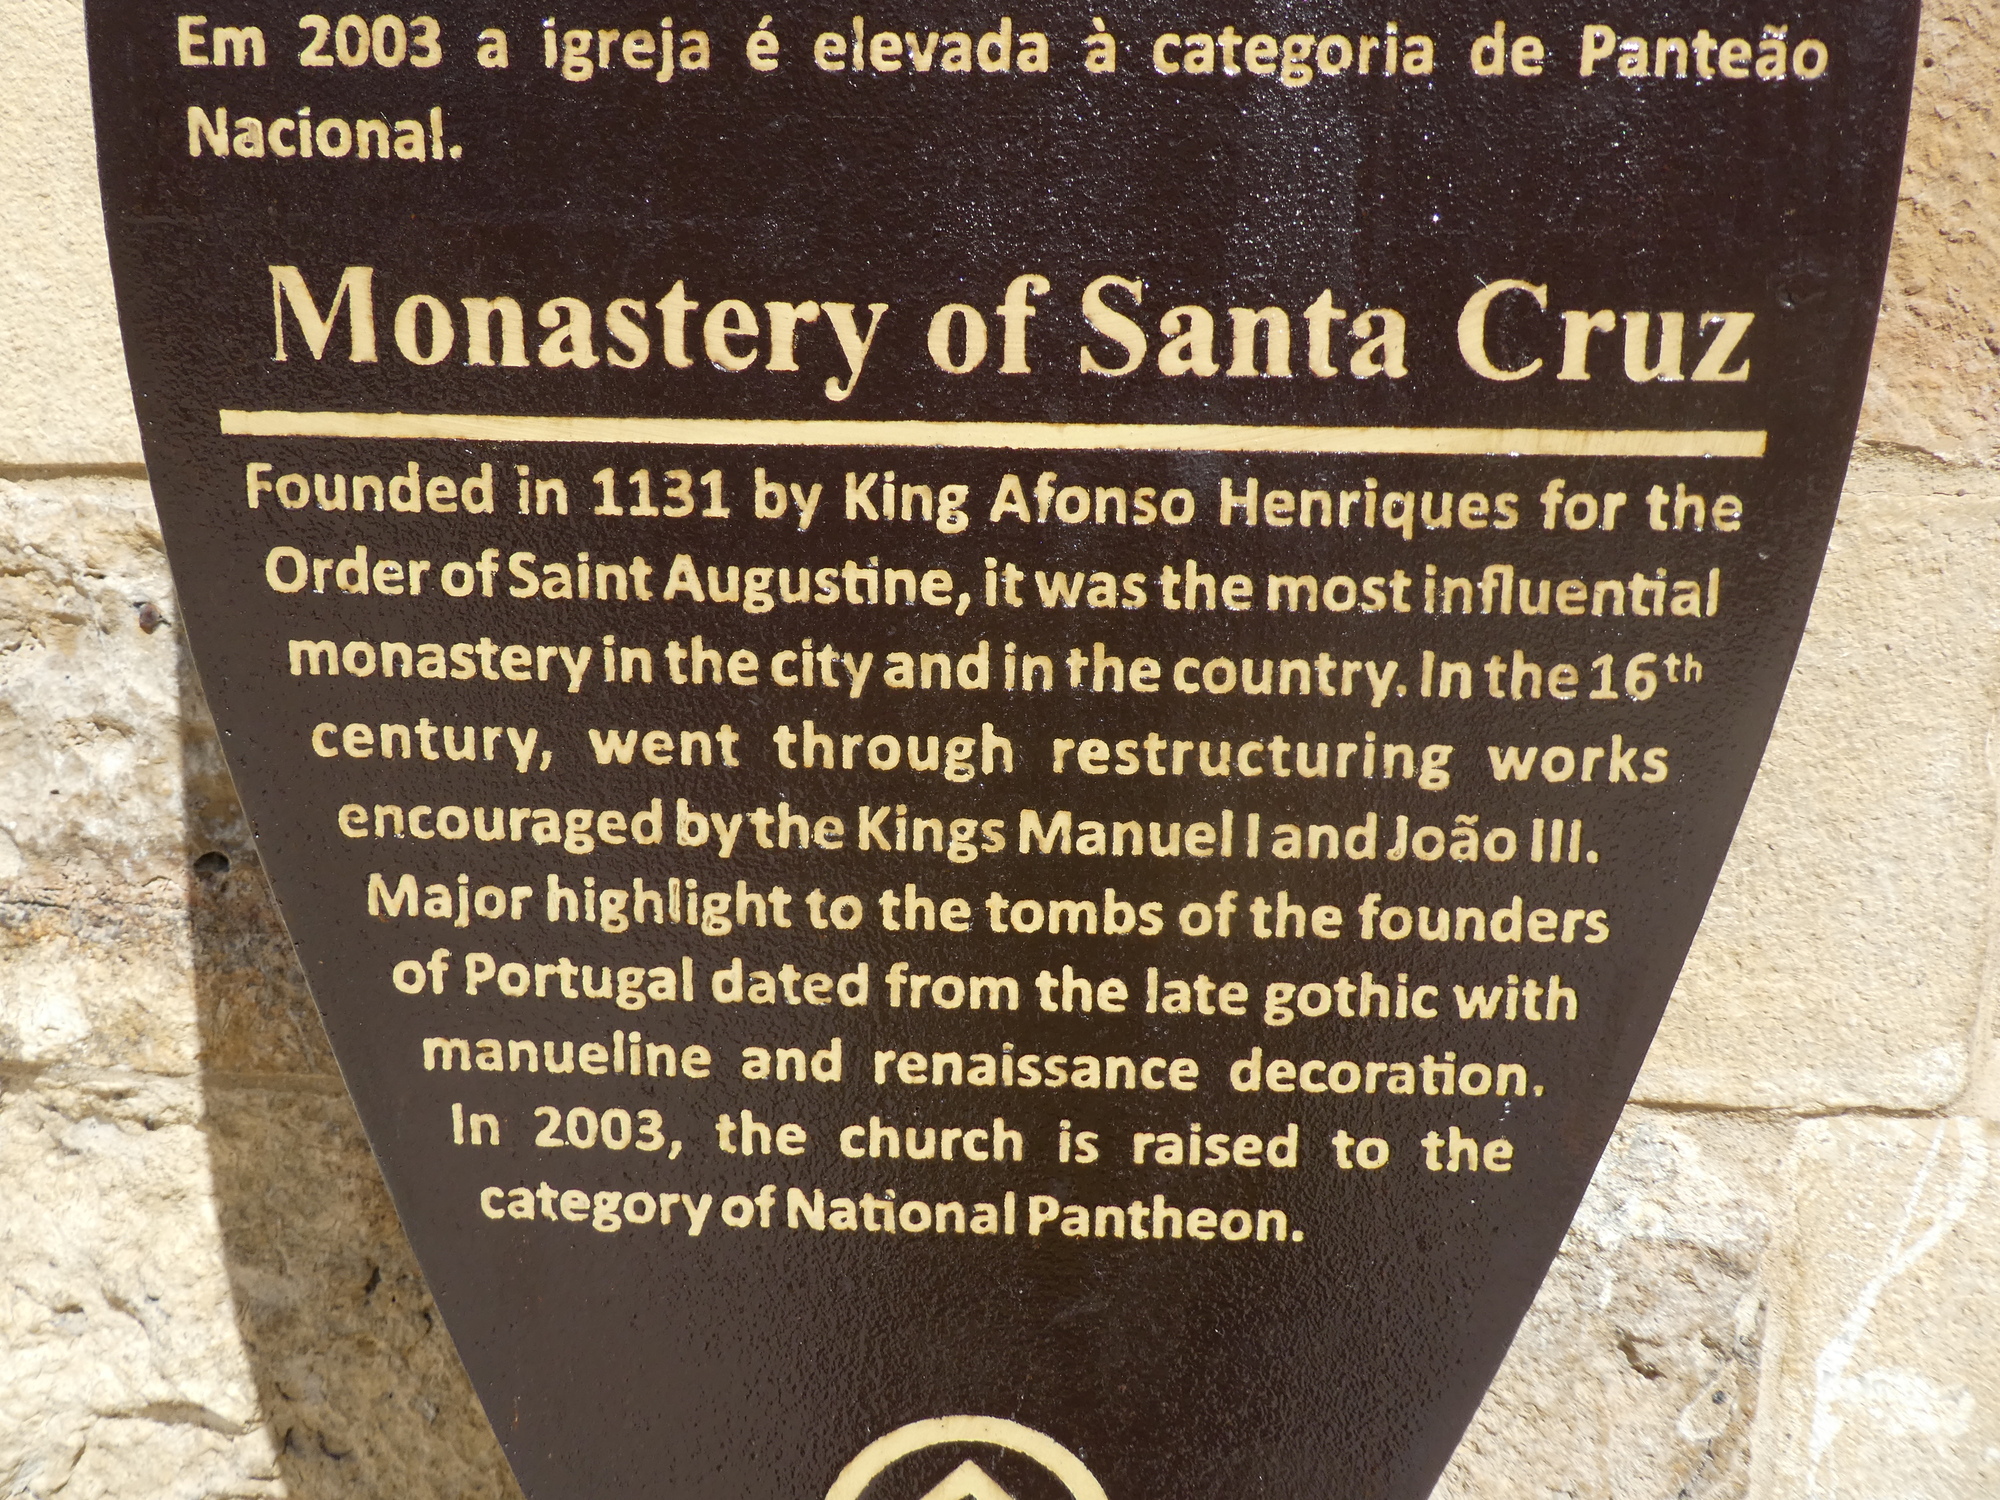 Em 2003 a igreja é elevada à categoria de Panteão
Nacional.
Monastery of Santa Cruz
Founded in 1131 by King Afonso Henriques for the
Order of Saint Augustine, it was the most influential
monastery in the city and in the country. In the 16th
century, went through restructuring works
encouraged by the Kings Manuel I and João III.
Major highlight to the tombs of the founders
of Portugal dated from the late gothic with
manueline and renaissance decoration.
In 2003, the church is raised to the
category of National Pantheon.